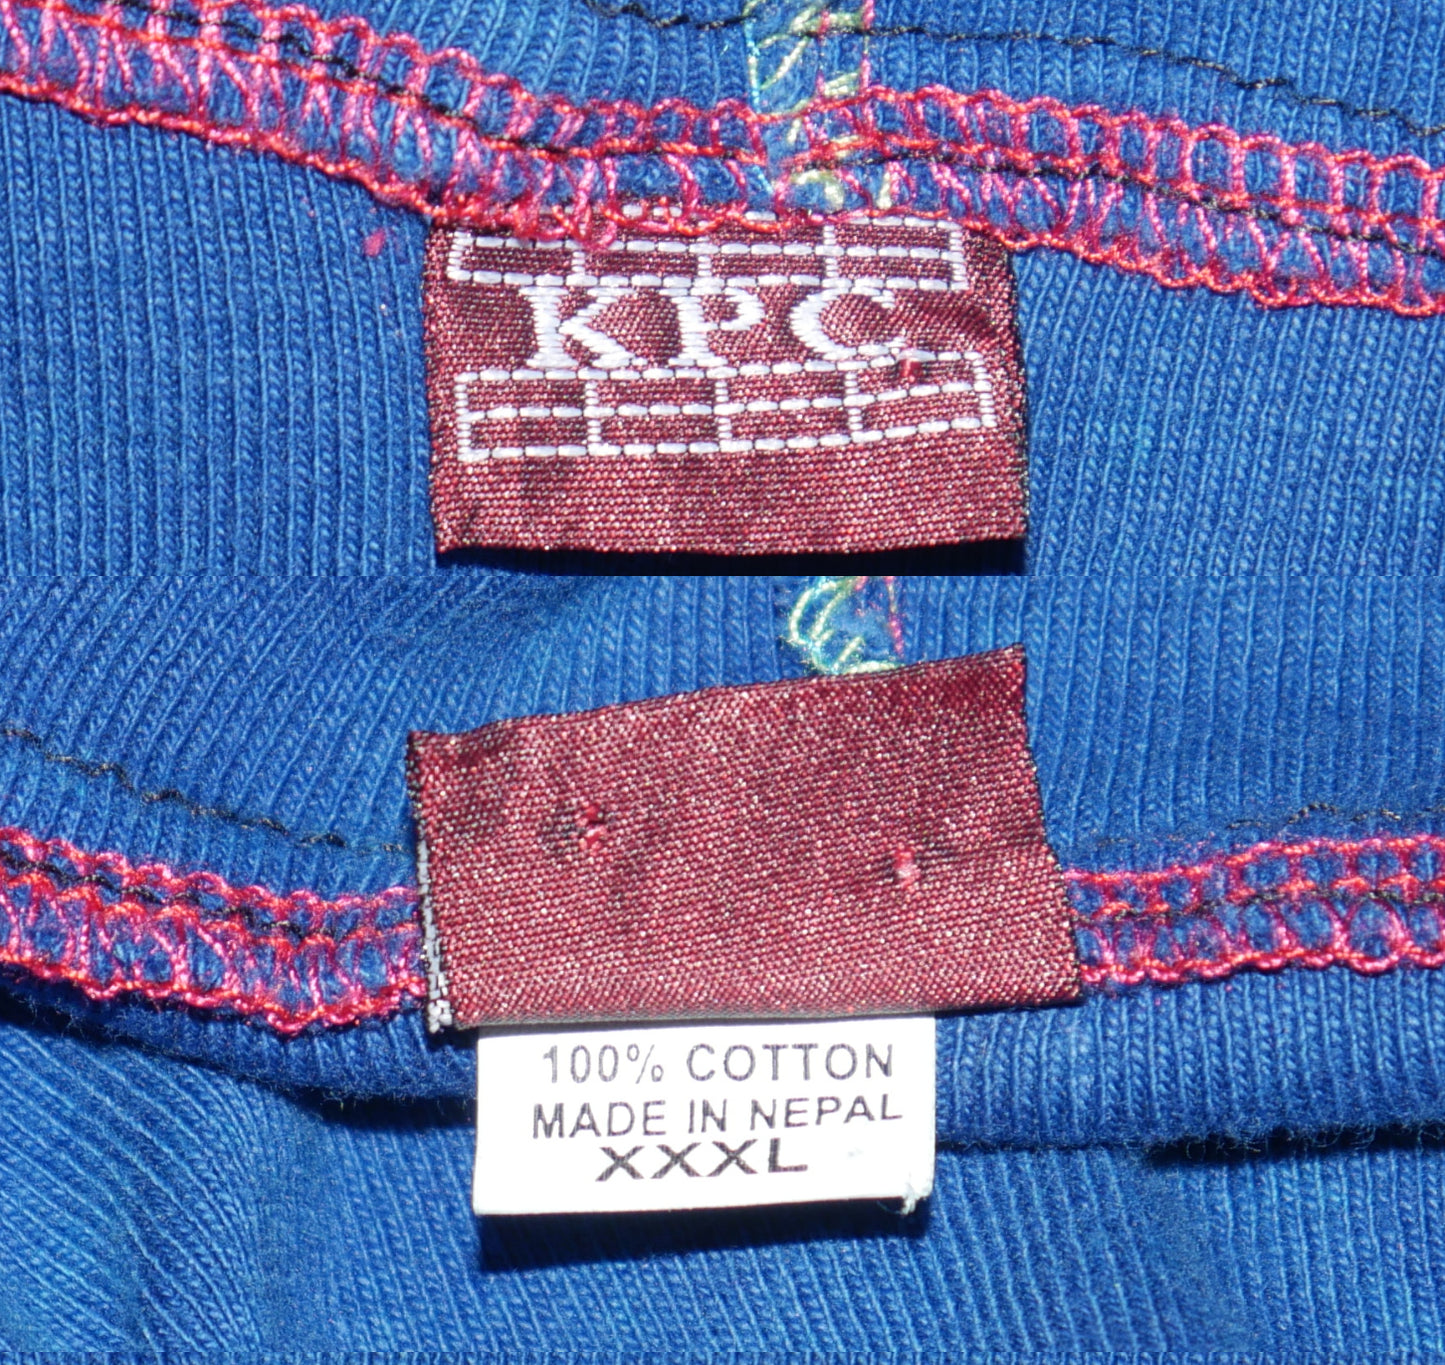 KPC
100% COTTON
MADE IN NEPAL
XXXL